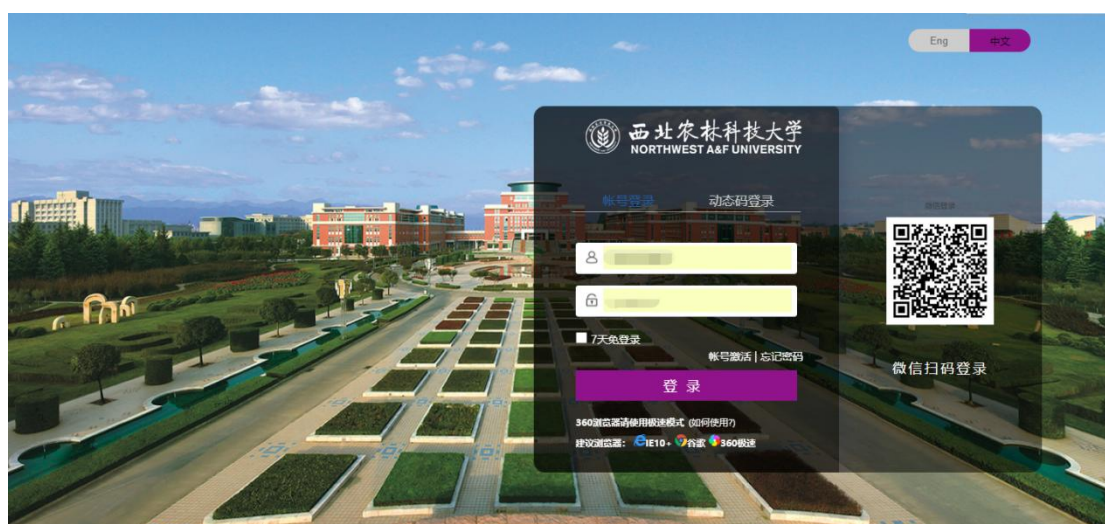 Eng 中文
西北农林科技大学
NORTHWEST A&F UNIVERSITY
帐号登录 动态码登录
7天免登录
帐号激活 | 忘记密码
登 录
360浏览器请使用极速模式 (如何使用?)
建议浏览器： IE10+ 谷歌 360极速
微信扫码登录